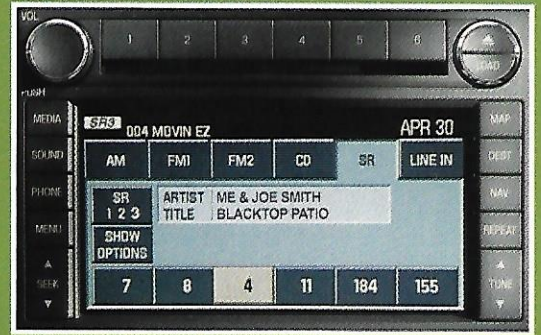 VOL
1 2 3 4 5 6
LOAD
PUSH
MEDIA
SR3 004 MOVIN EZ APR 30
MAP
SOUND
AM FM1 FM2 CD SR LINE IN
DEST
PHONE
SR
1 2 3
ARTIST ME & JOE SMITH
TITLE BLACKTOP PATIO
NAV
MENU
SHOW
OPTIONS
REPEAT
SEEK
7 8 4 11 184 155
TUNE